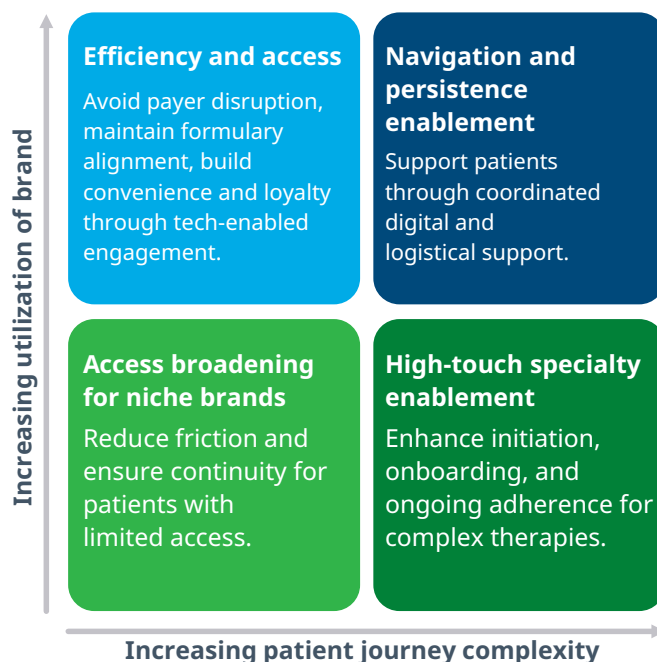 Increasing utilization of brand
Efficiency and access
Avoid payer disruption,
maintain formulary
alignment, build
convenience and loyalty
through tech-enabled
engagement.
Navigation and
persistence
enablement
Support patients
through coordinated
digital and
logistical support.
Access broadening
for niche brands
Reduce friction and
ensure continuity for
patients with
limited access.
High-touch specialty
enablement
Enhance initiation,
onboarding, and
ongoing adherence for
complex therapies.
Increasing patient journey complexity